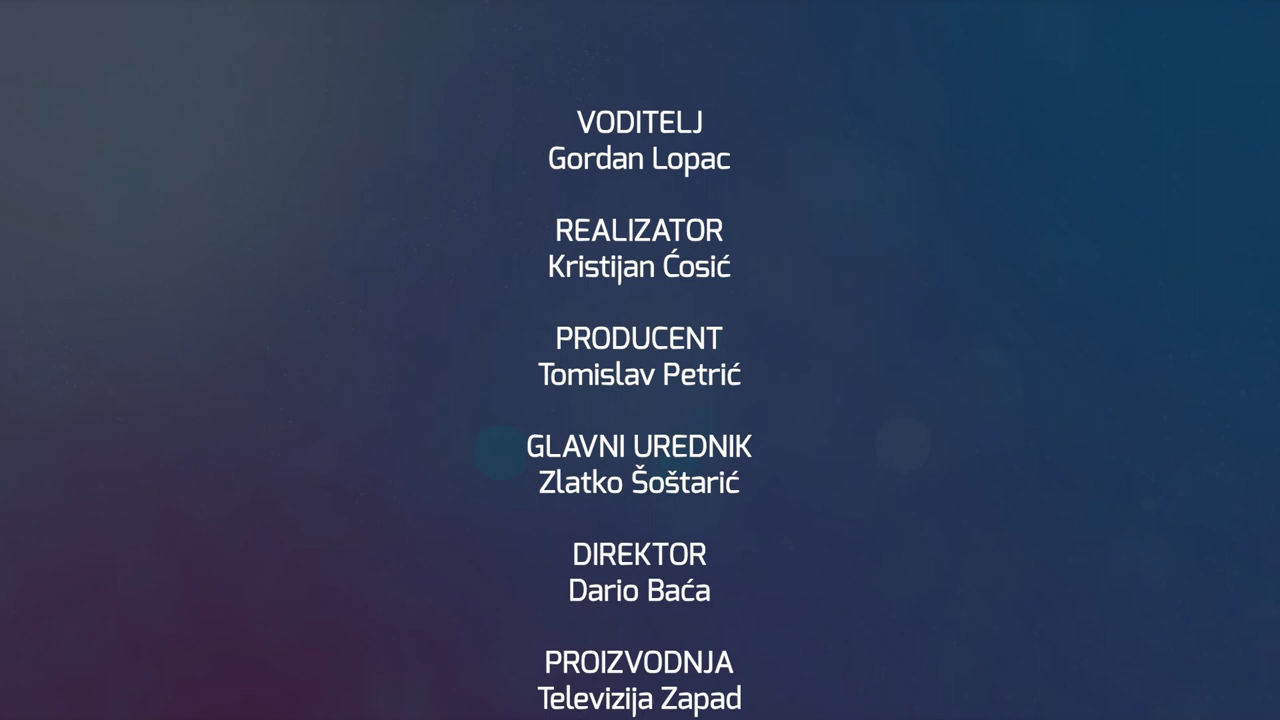 VODITELJ
Gordan Lopac
REALIZATOR
Kristijan Ćosić
PRODUCENT
Tomislav Petrić
GLAVNI UREDNIK
Zlatko Šoštarić
DIREKTOR
Dario Baća
PROIZVODNJA
Televizija Zapad